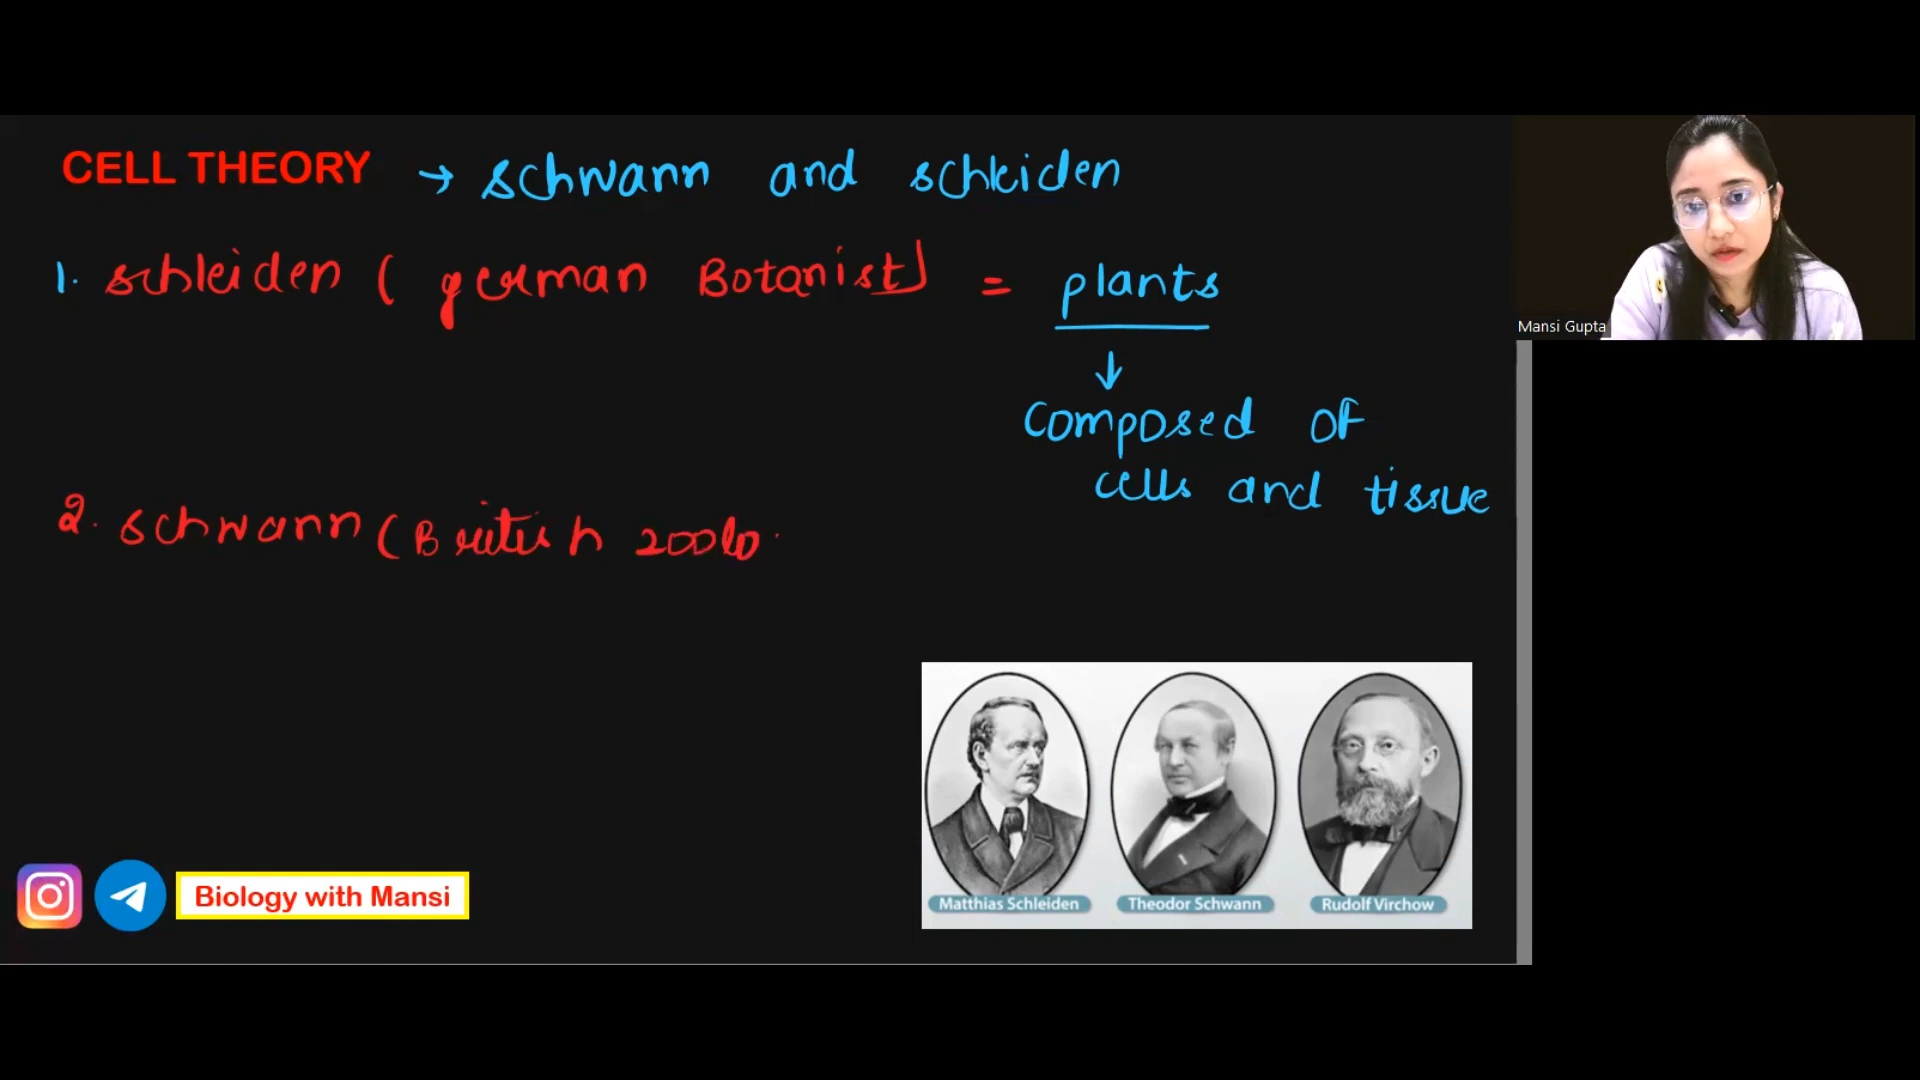 CELL THEORY → schwann and schleiden
1. schleiden ( german Botanist) = plants
↓
composed of
cells and tissue
2. schwann ( British zoolo
Mansi Gupta
Matthias Schleiden Theodor Schwann Rudolf Virchow
Biology with Mansi